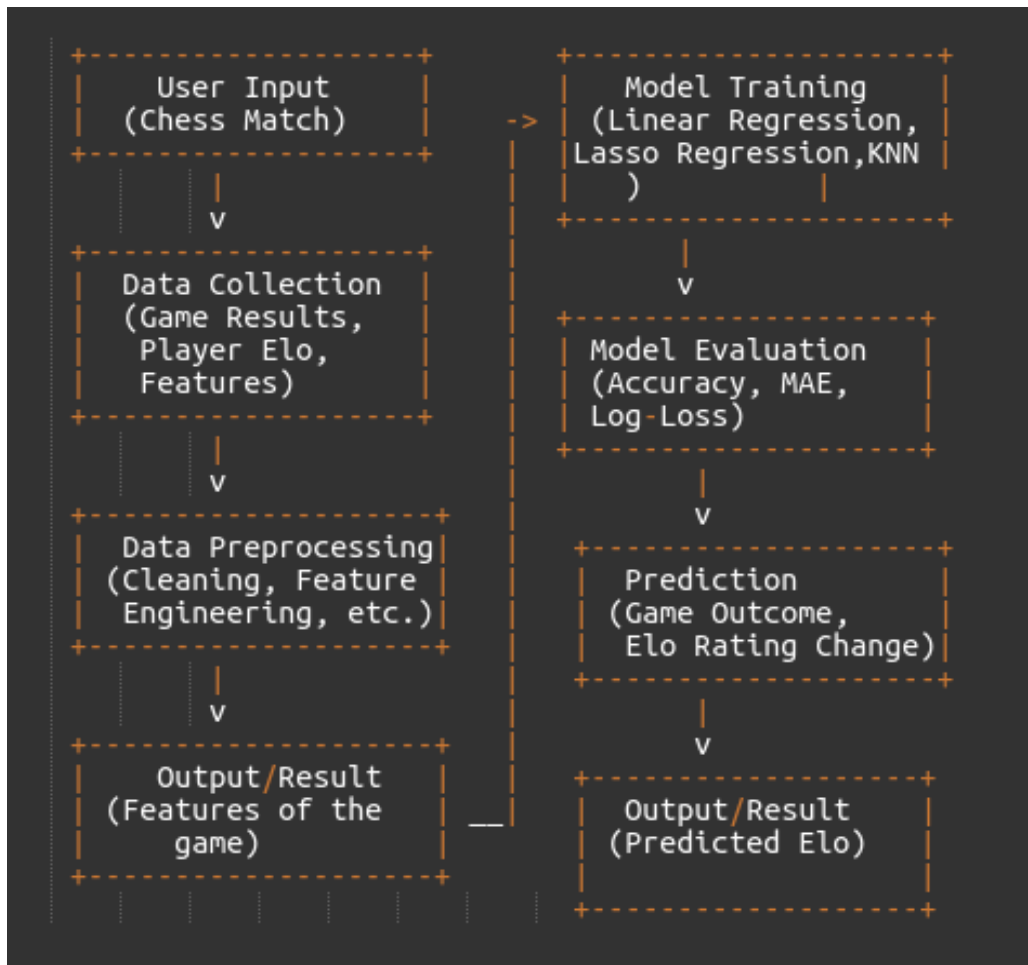 User Input
(Chess Match)
v
Data Collection
(Game Results,
Player Elo,
Features)
v
Data Preprocessing
(Cleaning, Feature
Engineering, etc.)
v
Output/Result
(Features of the
game)
__
->
Model Training
(Linear Regression,
Lasso Regression,KNN
)
v
Model Evaluation
(Accuracy, MAE,
Log-Loss)
v
Prediction
(Game Outcome,
Elo Rating Change)
v
Output/Result
(Predicted Elo)